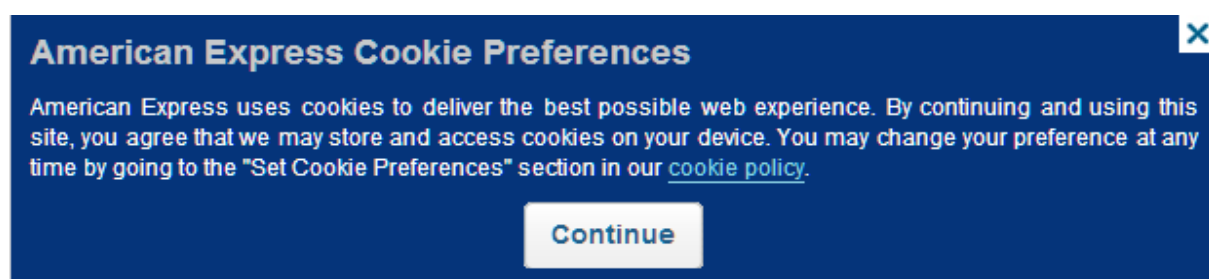 American Express Cookie Preferences
American Express uses cookies to deliver the best possible web experience. By continuing and using this
site, you agree that we may store and access cookies on your device. You may change your preference at any
time by going to the "Set Cookie Preferences" section in our cookie policy.
Continue